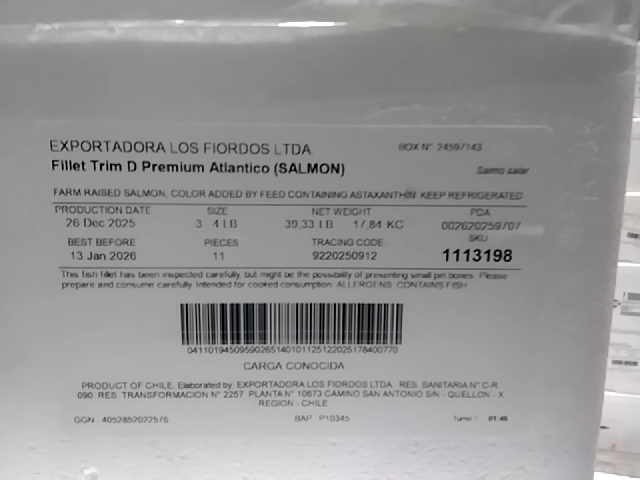 EXPORTADORA LOS FIORDOS LTDA BOX N° 24597143
Fillet Trim D Premium Atlantico (SALMON) Salmo salar
FARM RAISED SALMON, COLOR ADDED BY FEED CONTAINING ASTAXANTHIN. KEEP REFRIGERATED
PRODUCTION DATE SIZE NET WEIGHT PDA
26 Dec 2025 3 4 LB 39,33 LB 17,84 KG 002620259707
BEST BEFORE PIECES TRACING CODE SKU
13 Jan 2026 11 9220250912 1113198
This fish fillet has been inspected carefully, but might be the possibility of presenting small pin bones. Please
prepare and consume carefully. Intended for cooked consumption. ALLERGENS: CONTAINS FISH
CARGA CONOCIDA
PRODUCT OF CHILE. Elaborated by: EXPORTADORA LOS FIORDOS LTDA. RES. SANITARIA N° C-R
090 RES. TRANSFORMACION N° 2257 PLANTA N° 10673 CAMINO SAN ANTONIO S/N - QUELLON - X
REGION - CHILE
GGN 4052852022576 BAP P10345 Turno 1